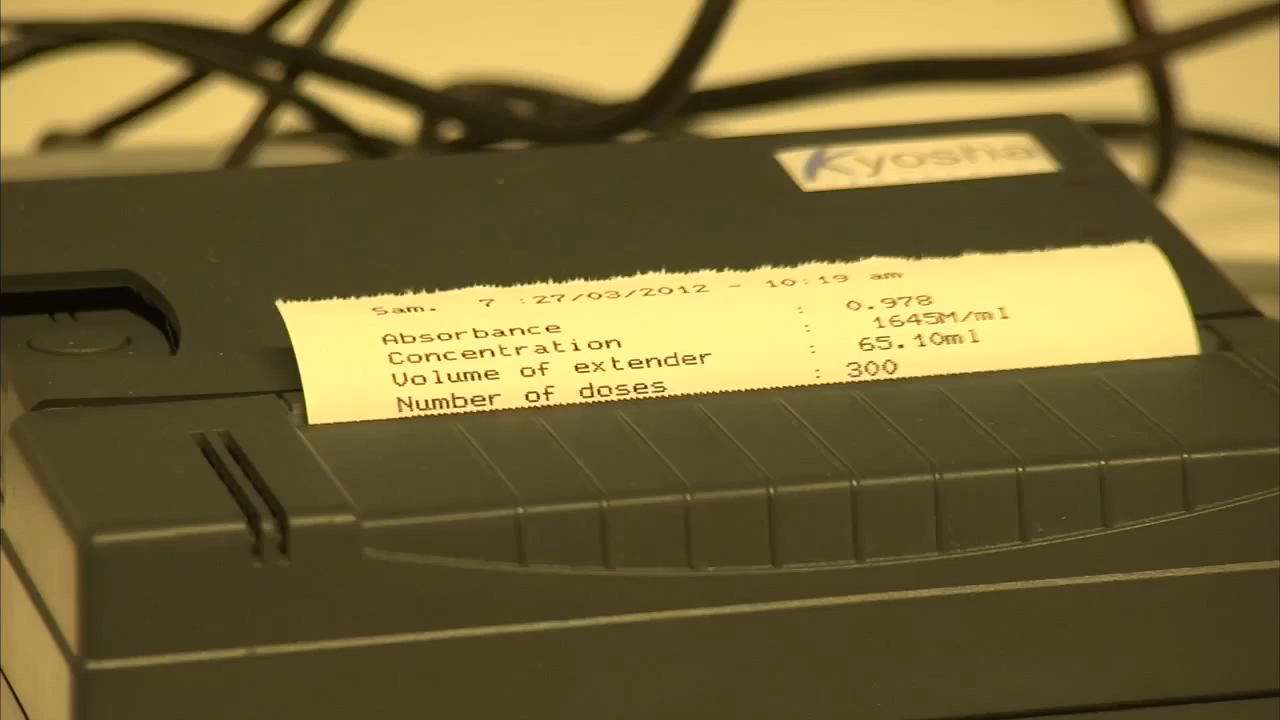 Kyosha
Sam. 7 :27/03/2012 - 10:19 am
Absorbance : 0.978
Concentration : 1645M/ml
Volume of extender : 65.10ml
Number of doses : 300